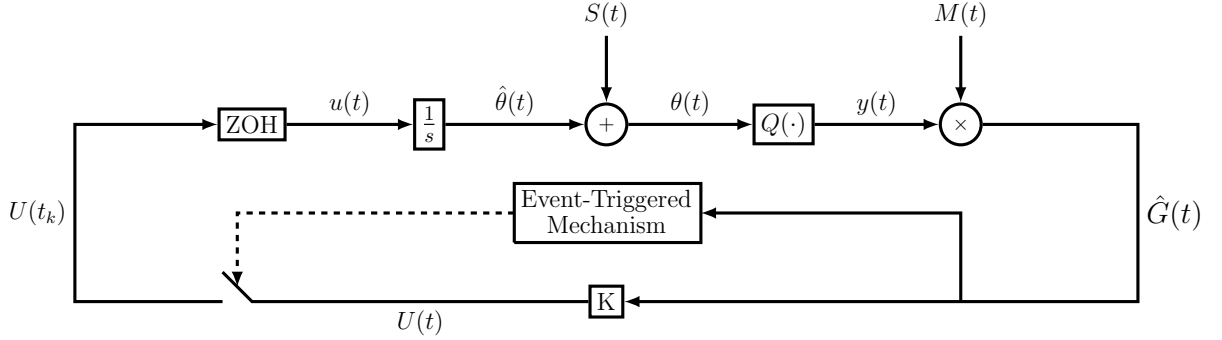 S(t)
M(t)
ZOH
u(t)
1
s
θ̂(t)
+
θ(t)
Q(·)
y(t)
×
U(t_k)
Event-Triggered
Mechanism
Ĝ(t)
K
U(t)